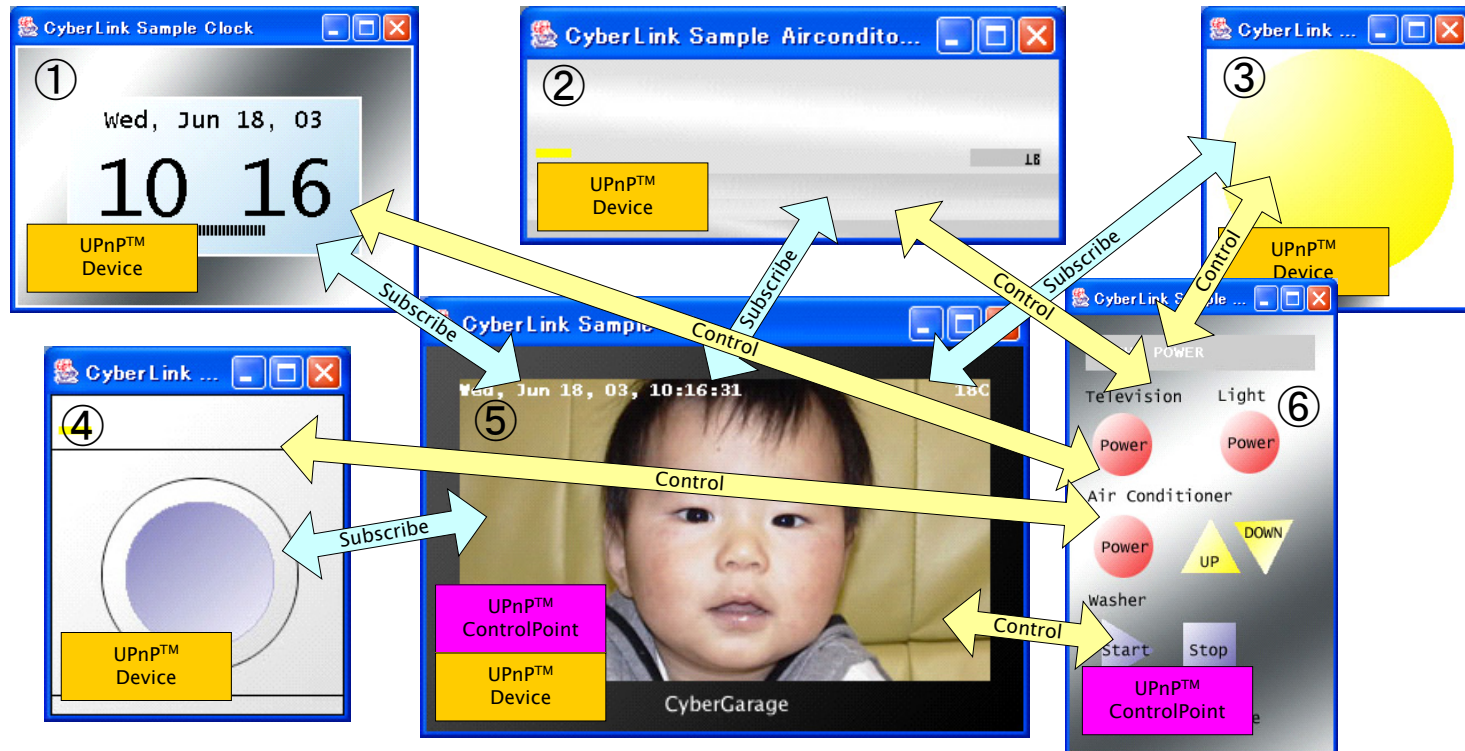 CyberLink Sample Clock
①
Wed, Jun 18, 03
10 16
UPnP™
Device
CyberLink Sample Aircondito...
②
18
UPnP™
Device
CyberLink ...
③
UPnP™
Device
Subscribe
Subscribe
Subscribe
Subscribe
Control
Control
Control
Control
Control
CyberLink ...
④
UPnP™
Device
CyberLink Sample
Wed, Jun 18, 03, 10:16:31
18C
⑤
UPnP™
ControlPoint
UPnP™
Device
CyberGarage
CyberLink Sample ...
POWER
Television Light
⑥
Power Power
Air Conditioner
Power UP DOWN
Washer
Start Stop
UPnP™
ControlPoint